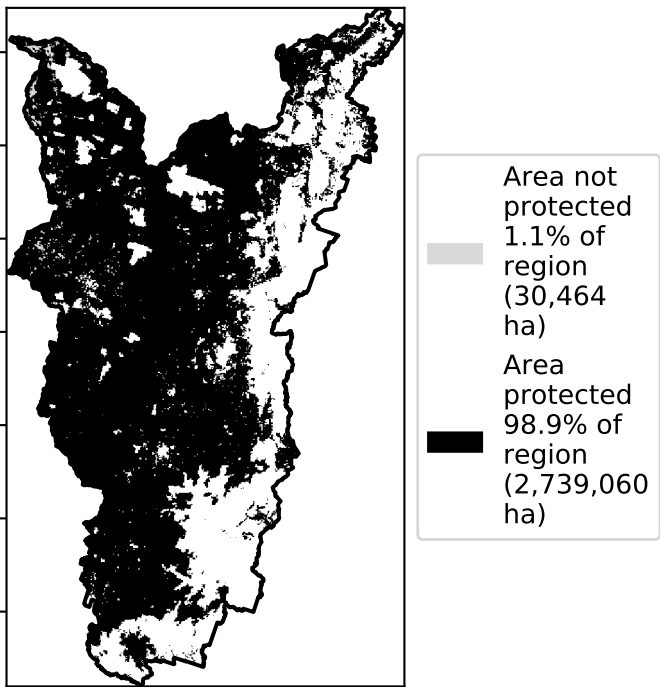 Area not
protected
1.1% of
region
(30,464
ha)
Area
protected
98.9% of
region
(2,739,060
ha)